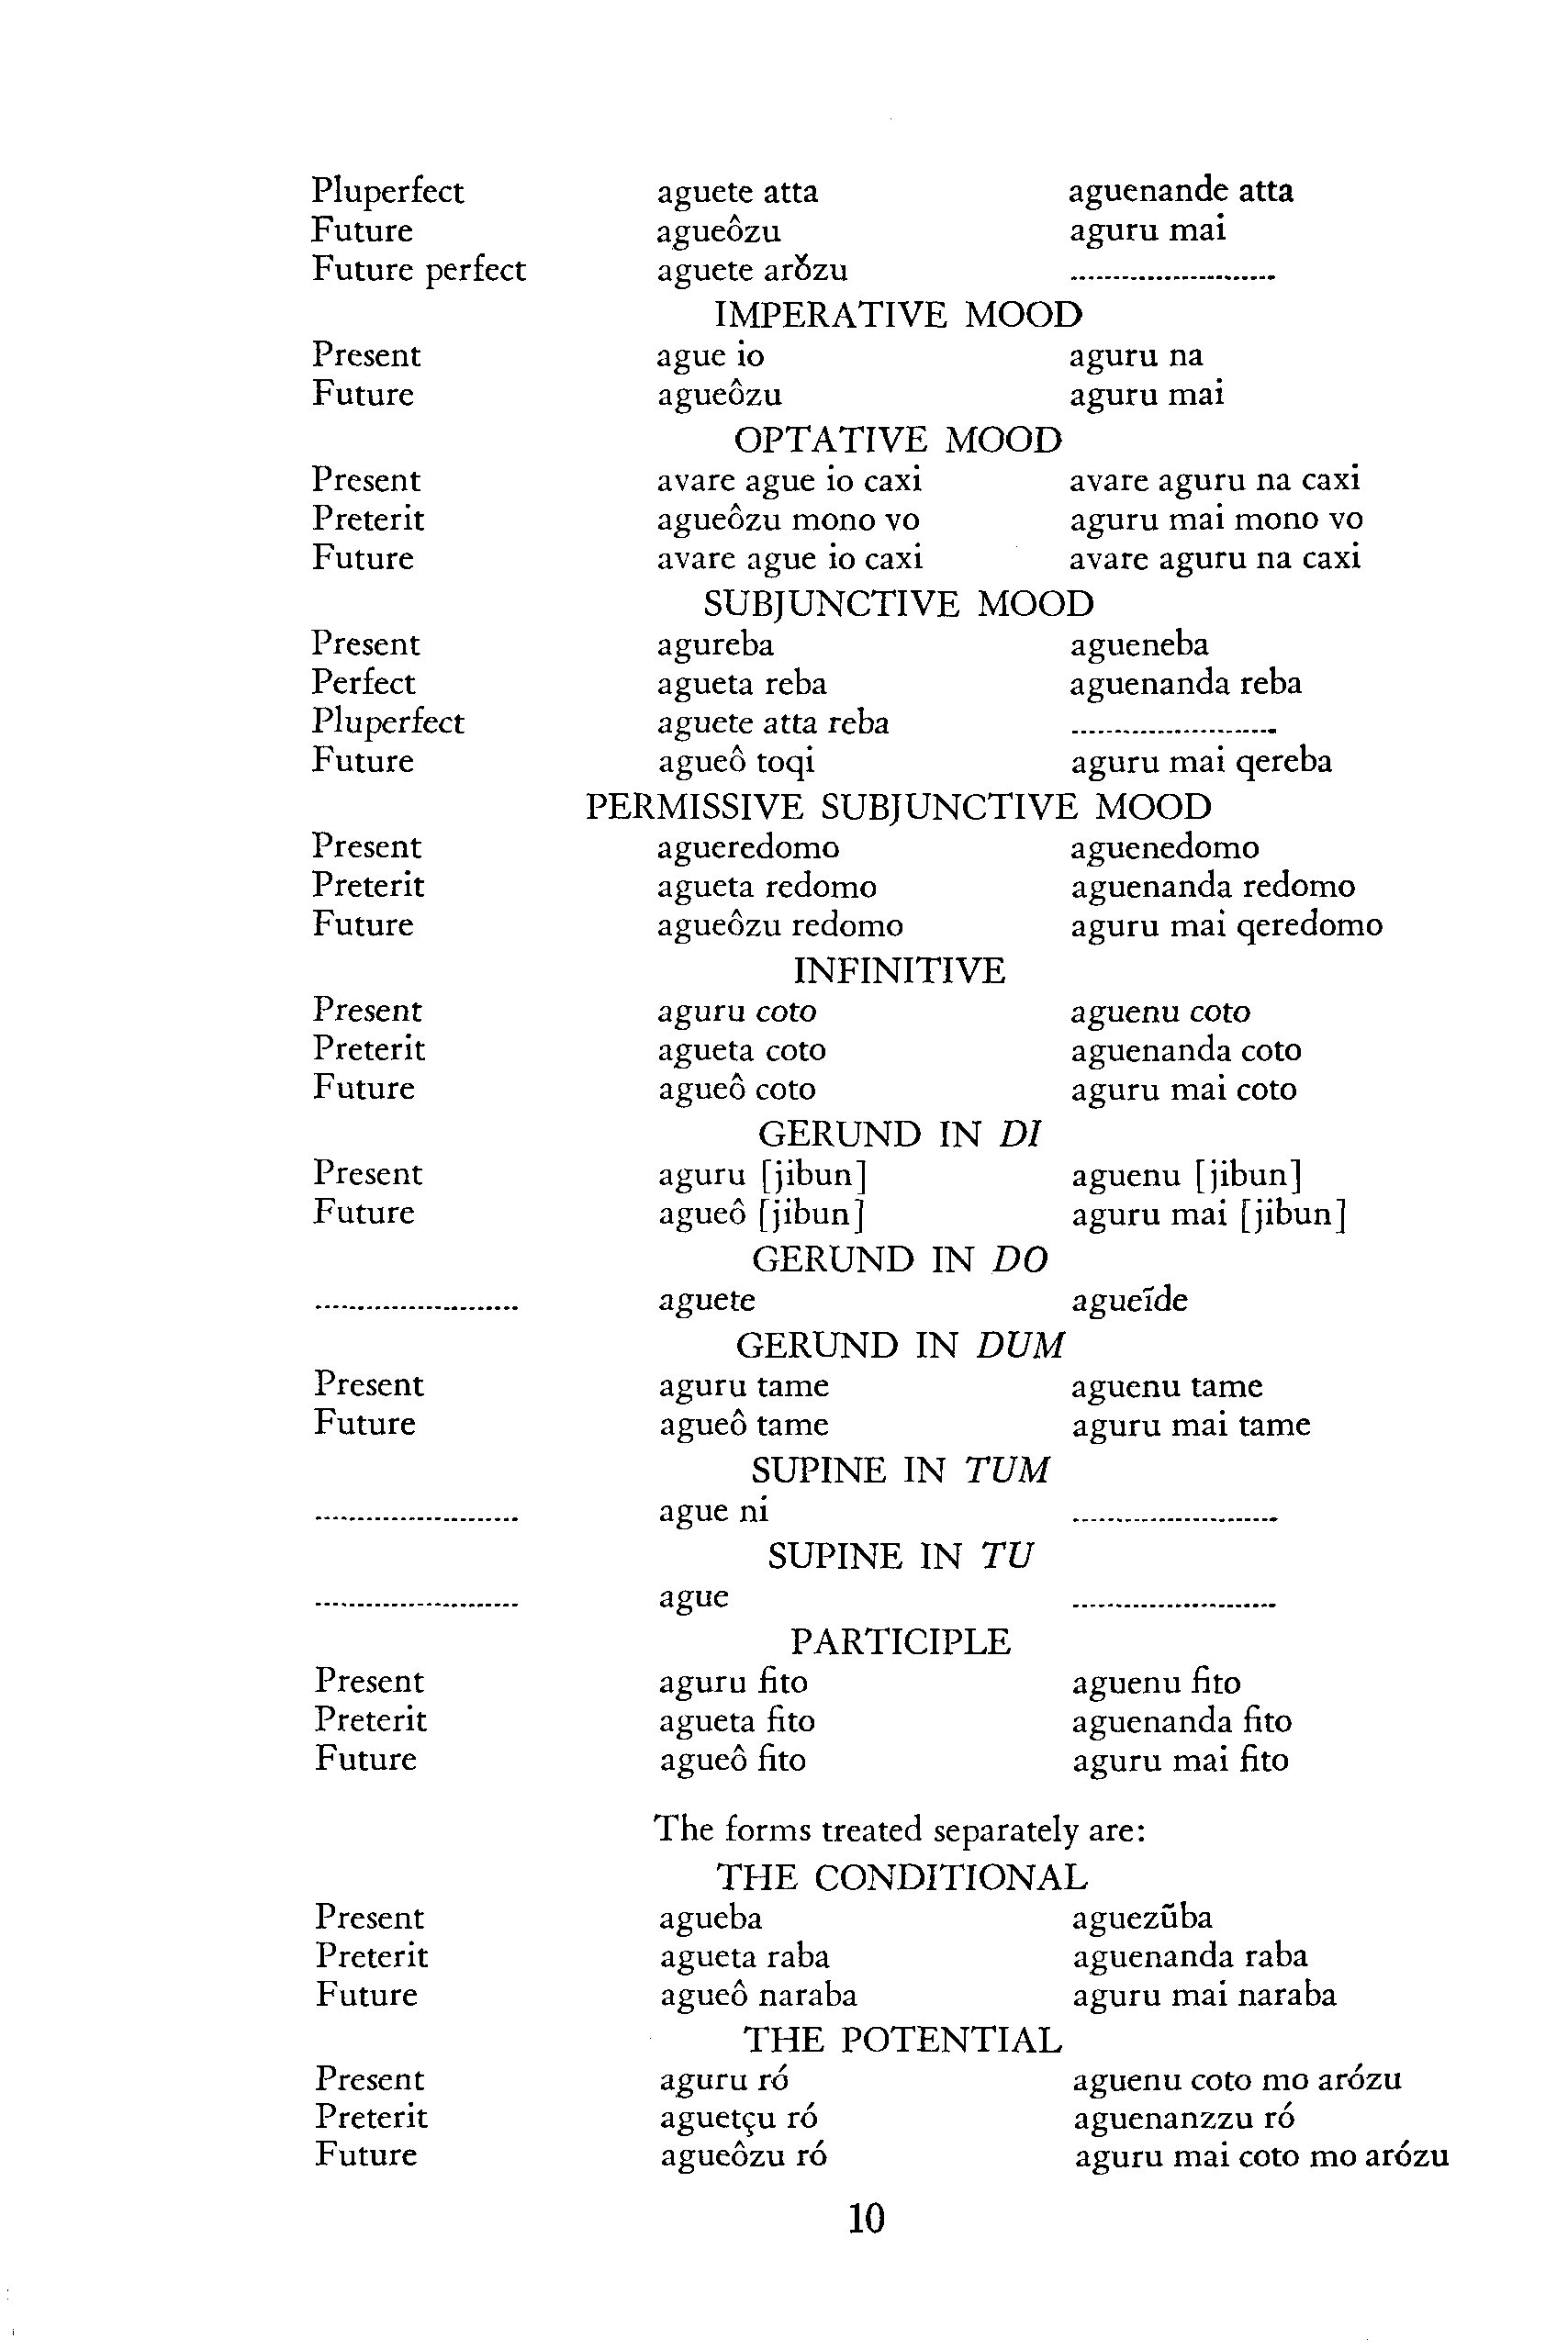 Pluperfect aguete atta aguenande atta
Future agueôzu aguru mai
Future perfect aguete arǒzu ........................
IMPERATIVE MOOD
Present ague io aguru na
Future agueôzu aguru mai
OPTATIVE MOOD
Present avare ague io caxi avare aguru na caxi
Preterit agueôzu mono vo aguru mai mono vo
Future avare ague io caxi avare aguru na caxi
SUBJUNCTIVE MOOD
Present agureba agueneba
Perfect agueta reba aguenanda reba
Pluperfect aguete atta reba ........................
Future agueô toqi aguru mai qereba
PERMISSIVE SUBJUNCTIVE MOOD
Present agueredomo aguenedomo
Preterit agueta redomo aguenanda redomo
Future agueôzu redomo aguru mai qeredomo
INFINITIVE
Present aguru coto aguenu coto
Preterit agueta coto aguenanda coto
Future agueô coto aguru mai coto
GERUND IN DI
Present aguru [jibun] aguenu [jibun]
Future agueô [jibun] aguru mai [jibun]
GERUND IN DO
........................ aguete agueĩde
GERUND IN DUM
Present aguru tame aguenu tame
Future agueô tame aguru mai tame
SUPINE IN TUM
........................ ague ni ........................
SUPINE IN TU
........................ ague ........................
PARTICIPLE
Present aguru fito aguenu fito
Preterit agueta fito aguenanda fito
Future agueô fito aguru mai fito
The forms treated separately are:
THE CONDITIONAL
Present agueba aguezũba
Preterit agueta raba aguenanda raba
Future agueô naraba aguru mai naraba
THE POTENTIAL
Present aguru ró aguenu coto mo arózu
Preterit aguetçu ró aguenanzzu ró
Future agueôzu ró aguru mai coto mo arózu
10